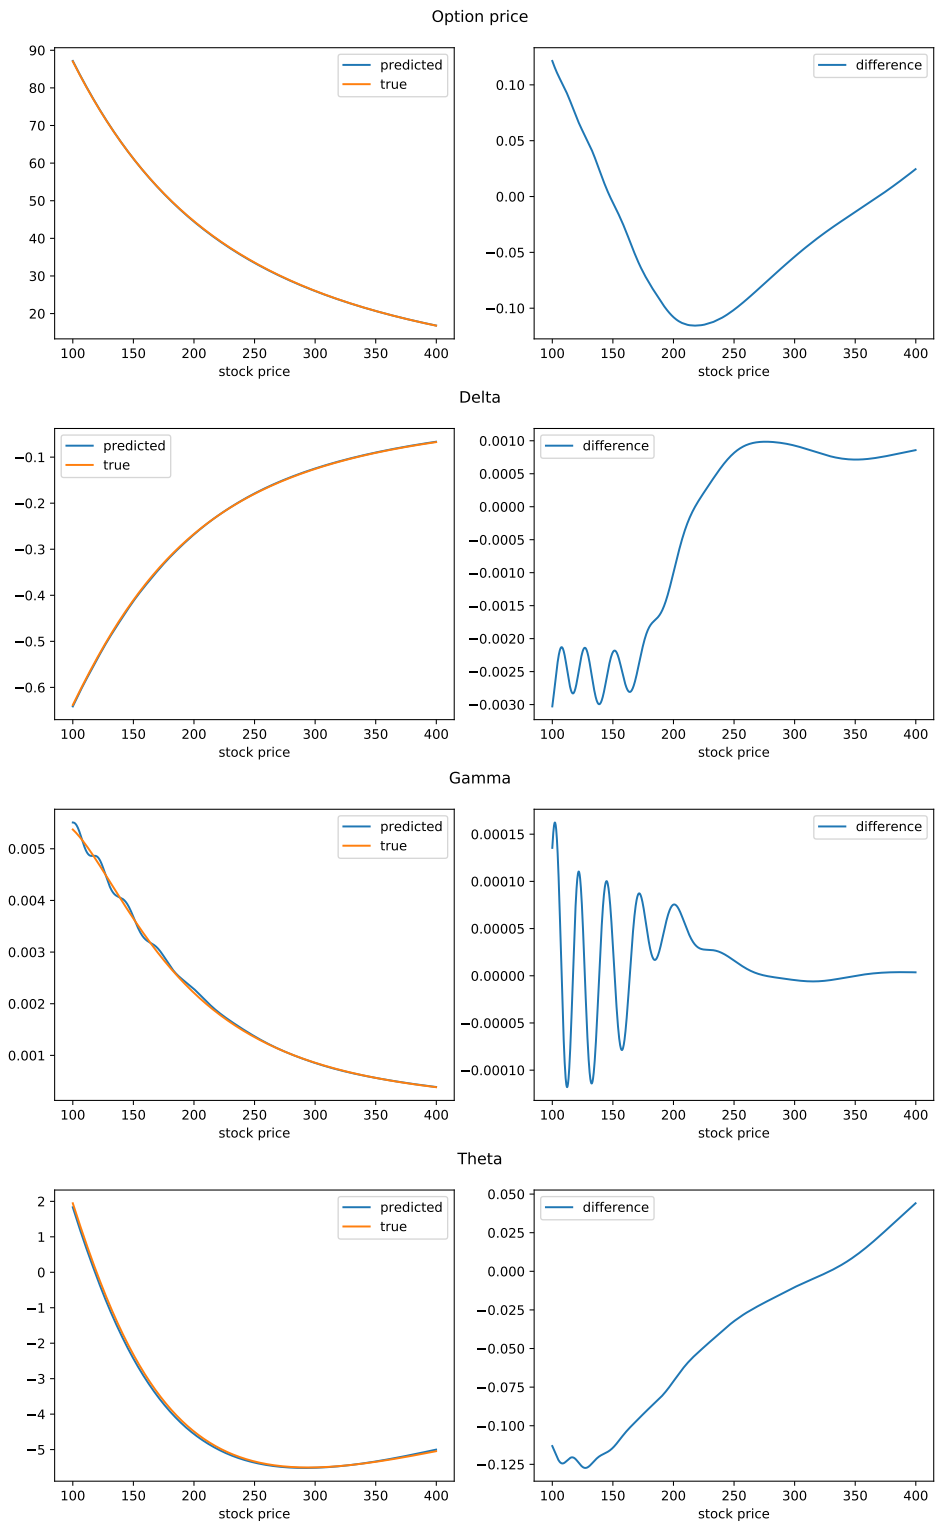 Option price
90
80
70
60
50
40
30
20
100 150 200 250 300 350 400
stock price
predicted
true
0.10
0.05
0.00
−0.05
−0.10
100 150 200 250 300 350 400
stock price
difference
Delta
−0.1
−0.2
−0.3
−0.4
−0.5
−0.6
100 150 200 250 300 350 400
stock price
predicted
true
0.0010
0.0005
0.0000
−0.0005
−0.0010
−0.0015
−0.0020
−0.0025
−0.0030
100 150 200 250 300 350 400
stock price
difference
Gamma
0.005
0.004
0.003
0.002
0.001
100 150 200 250 300 350 400
stock price
predicted
true
0.00015
0.00010
0.00005
0.00000
−0.00005
−0.00010
100 150 200 250 300 350 400
stock price
difference
Theta
2
1
0
−1
−2
−3
−4
−5
100 150 200 250 300 350 400
stock price
predicted
true
0.050
0.025
0.000
−0.025
−0.050
−0.075
−0.100
−0.125
100 150 200 250 300 350 400
stock price
difference